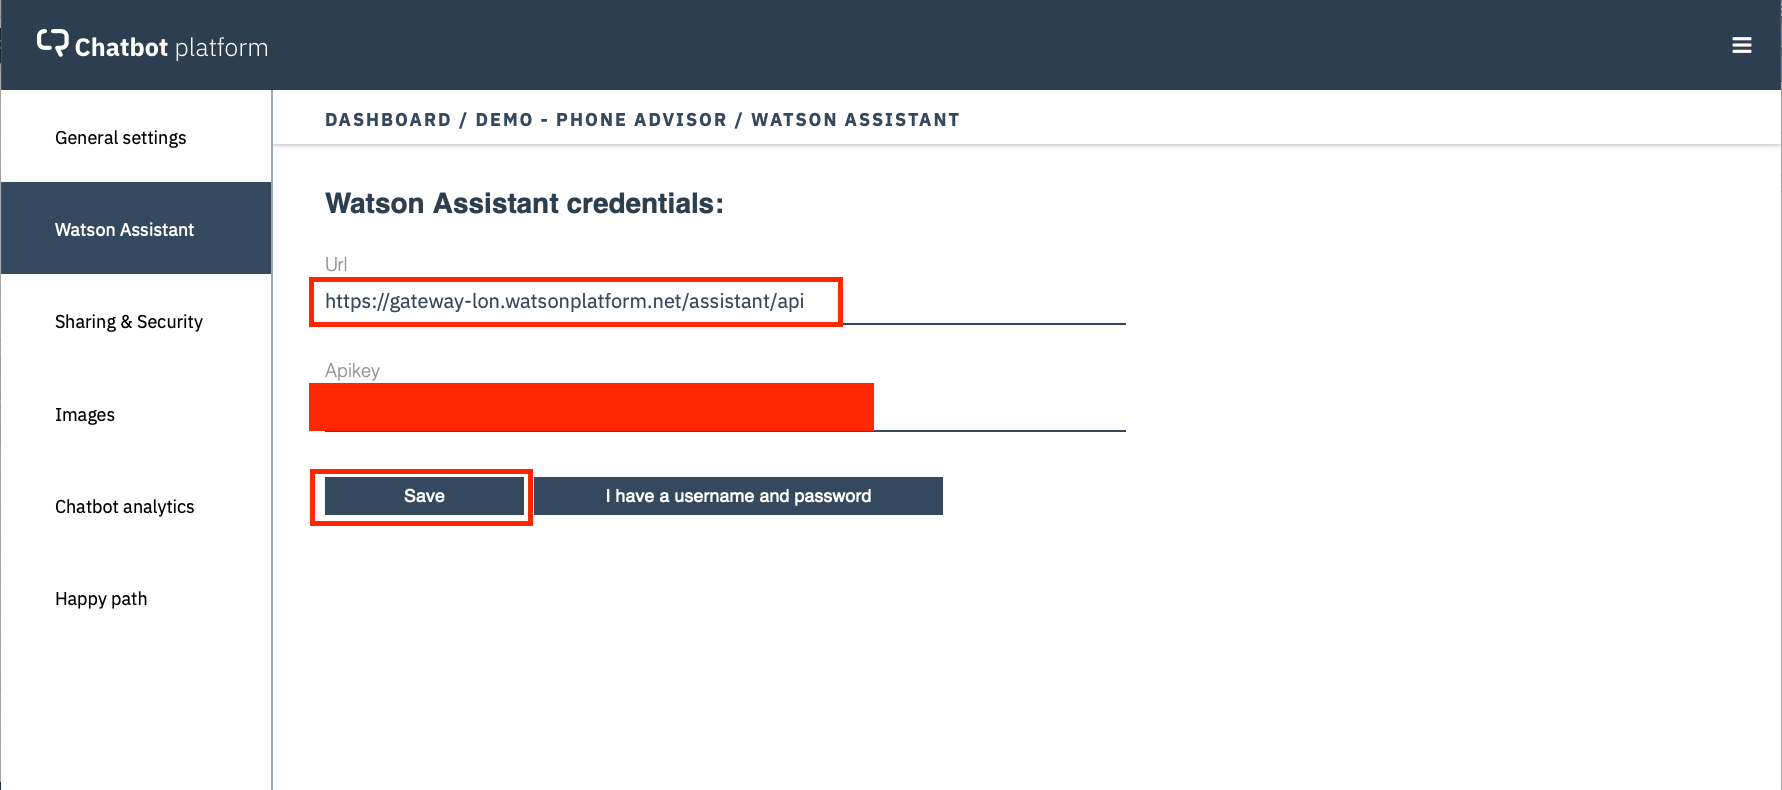 Chatbot platform
DASHBOARD / DEMO - PHONE ADVISOR / WATSON ASSISTANT
General settings
Watson Assistant
Sharing & Security
Images
Chatbot analytics
Happy path
Watson Assistant credentials:
Url
https://gateway-lon.watsonplatform.net/assistant/api
Apikey
Save
I have a username and password